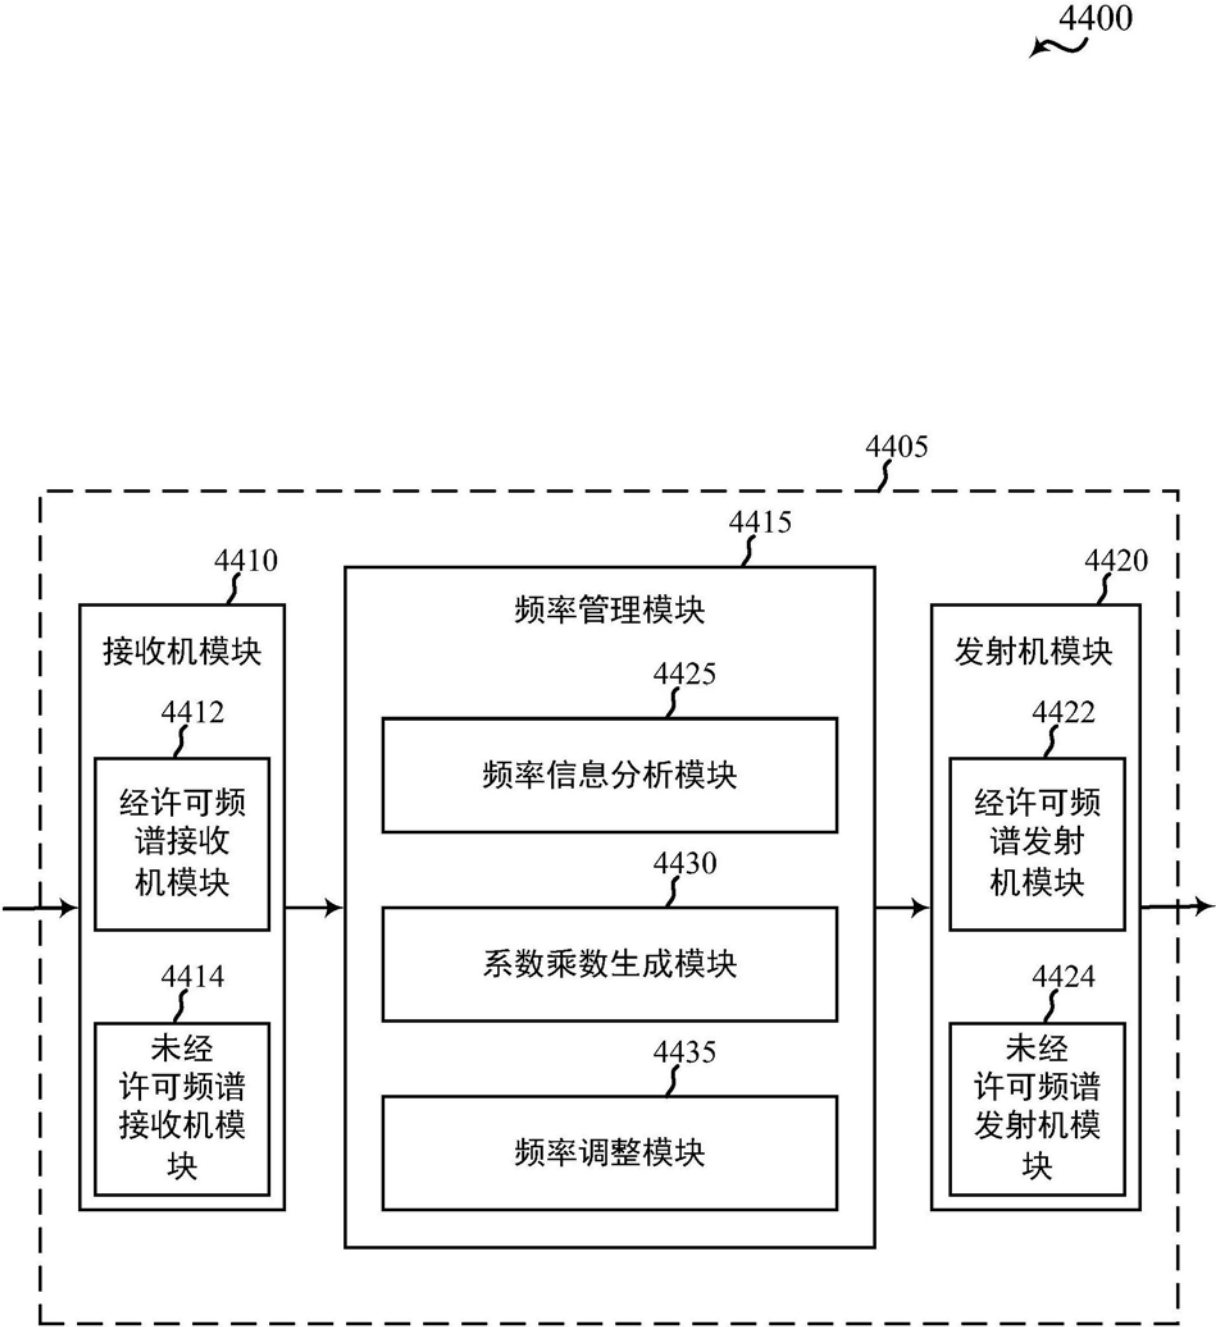 4400
4405
4415
4410
4420
频率管理模块
接收机模块
发射机模块
4425
4412
4422
频率信息分析模块
经许可频
谱接收
机模块
经许可频
谱发射
机模块
4430
系数乘数生成模块
4414
4424
未经
许可频谱
接收机模
块
未经
许可频谱
发射机模
块
4435
频率调整模块